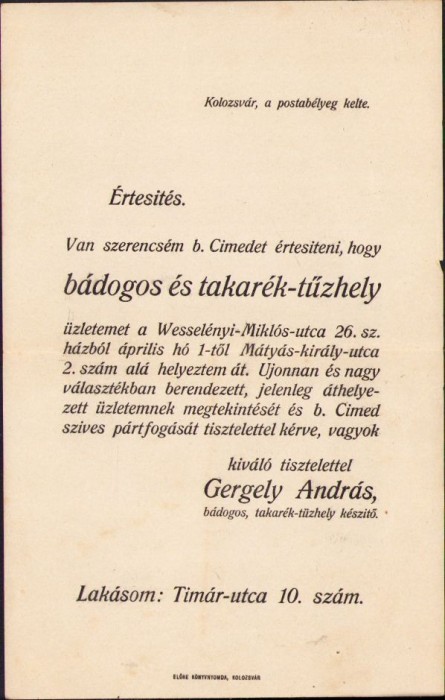 Kolozsvár, a postabélyeg kelte.
Értesités.
Van szerencsém b. Cimedet értesiteni, hogy
bádogos és takarék-tűzhely
üzletemet a Wesselényi-Miklós-utca 26. sz.
házból április hó 1-től Mátyás-király-utca
2. szám alá helyeztem át. Ujonnan és nagy
választékban berendezett, jelenleg áthelye-
zett üzletemnek megtekintését és b. Cimed
szives pártfogását tisztelettel kérve, vagyok
kiváló tisztelettel
Gergely András,
bádogos, takarék-tűzhely készitő.
Lakásom: Timár-utca 10. szám.
ELŐRE KÖNYVNYOMDA, KOLOZSVÁR